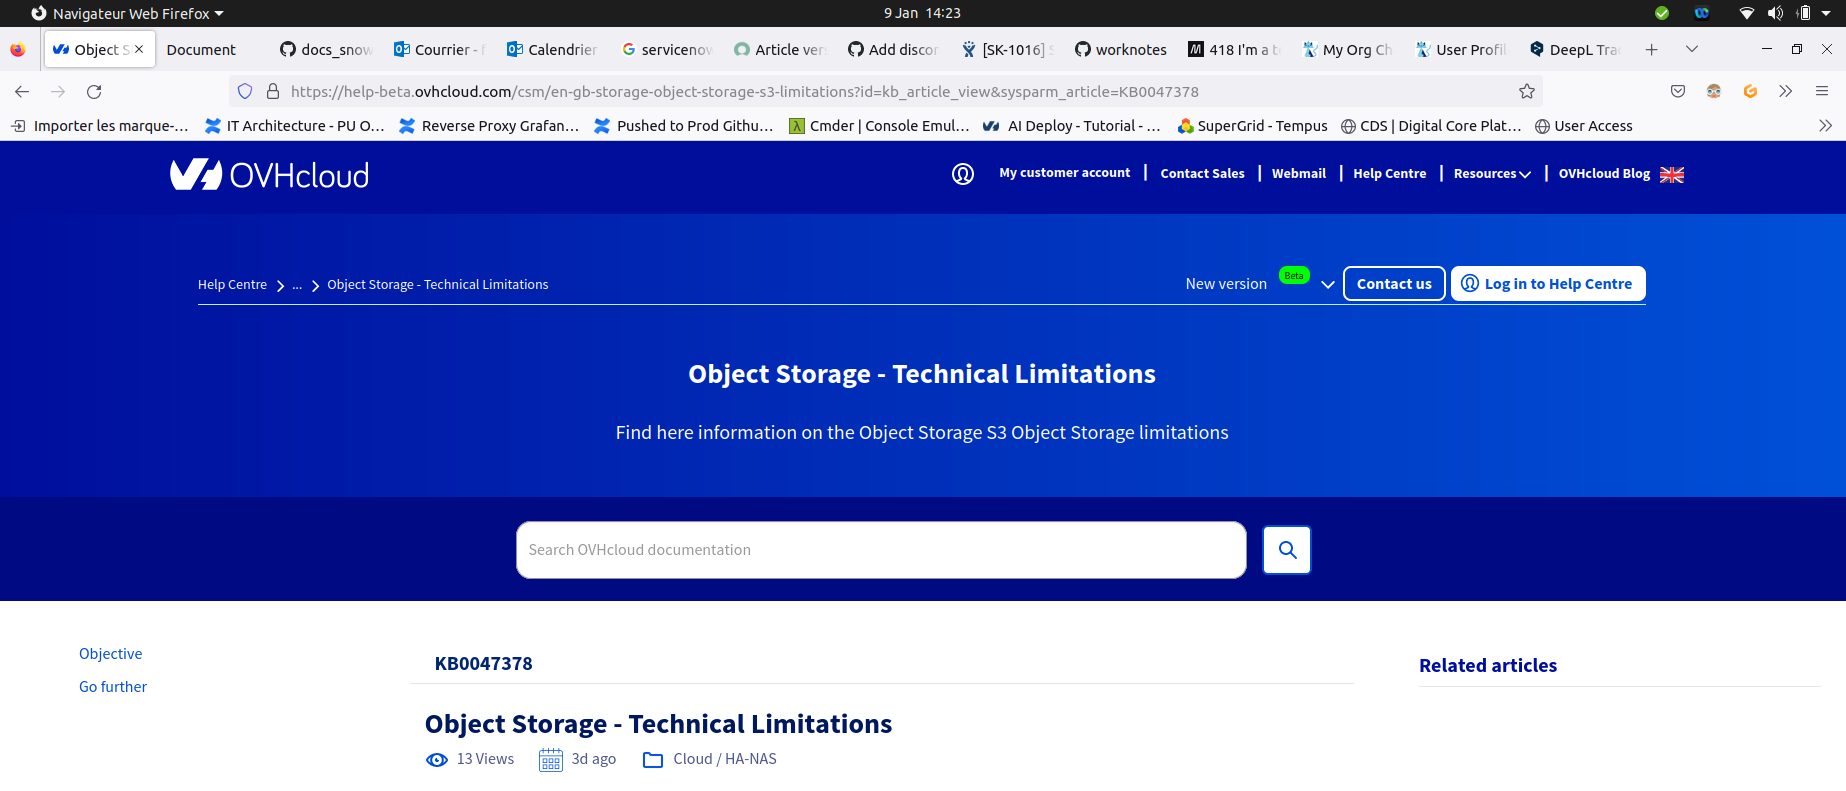 Navigateur Web Firefox
9 Jan 14:23
Object S
Document
docs_snow
Courrier - f
Calendrier
servicenow
Article ver
Add discor
[SK-1016] S
worknotes
418 I'm a te
My Org Ch
User Profil
DeepL Tra
https://help-beta.ovhcloud.com/csm/en-gb-storage-object-storage-s3-limitations?id=kb_article_view&sysparm_article=KB0047378
Importer les marque-…
IT Architecture - PU O…
Reverse Proxy Grafan…
Pushed to Prod Githu…
Cmder | Console Emul…
AI Deploy - Tutorial - …
SuperGrid - Tempus
CDS | Digital Core Plat…
User Access
OVHcloud
My customer account | Contact Sales | Webmail | Help Centre | Resources | OVHcloud Blog
Help Centre > ... > Object Storage - Technical Limitations
New version Beta
Contact us
Log in to Help Centre
Object Storage - Technical Limitations
Find here information on the Object Storage S3 Object Storage limitations
Search OVHcloud documentation
Objective
Go further
KB0047378
Object Storage - Technical Limitations
13 Views 3d ago Cloud / HA-NAS
Related articles